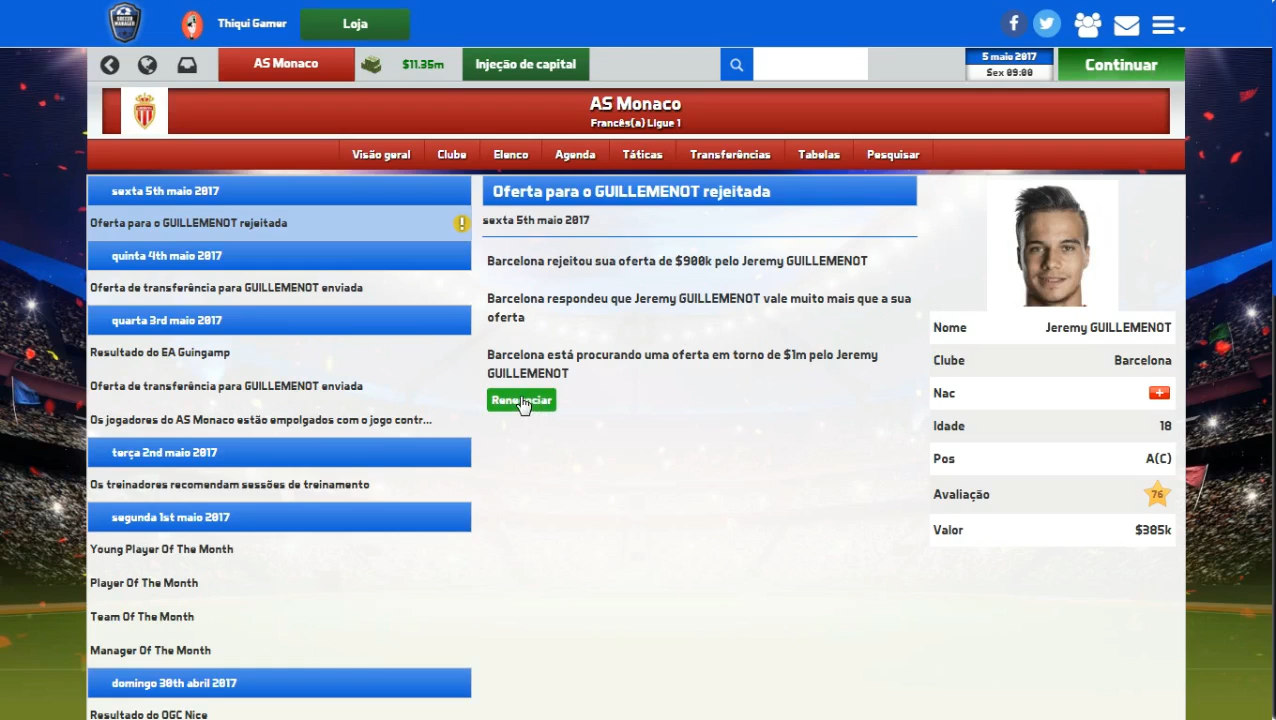 SOCCER MANAGER
Thiqui Gamer
Loja
AS Monaco
$11.35m
Injeção de capital
5 maio 2017
Sex 09:00
Continuar
AS Monaco
Francês(a) Ligue 1
Visão geral
Clube
Elenco
Agenda
Táticas
Transferências
Tabelas
Pesquisar
sexta 5th maio 2017
Oferta para o GUILLEMENOT rejeitada
quinta 4th maio 2017
Oferta de transferência para GUILLEMENOT enviada
quarta 3rd maio 2017
Resultado do EA Guingamp
Oferta de transferência para GUILLEMENOT enviada
Os jogadores do AS Monaco estão empolgados com o jogo contr...
terça 2nd maio 2017
Os treinadores recomendam sessões de treinamento
segunda 1st maio 2017
Young Player Of The Month
Player Of The Month
Team Of The Month
Manager Of The Month
domingo 30th abril 2017
Resultado do OGC Nice
Oferta para o GUILLEMENOT rejeitada
sexta 5th maio 2017
Barcelona rejeitou sua oferta de $900k pelo Jeremy GUILLEMENOT
Barcelona respondeu que Jeremy GUILLEMENOT vale muito mais que a sua
oferta
Barcelona está procurando uma oferta em torno de $1m pelo Jeremy
GUILLEMENOT
Nome Jeremy GUILLEMENOT
Clube Barcelona
Nac
Idade 18
Pos A(C)
Avaliação 76
Valor $385k